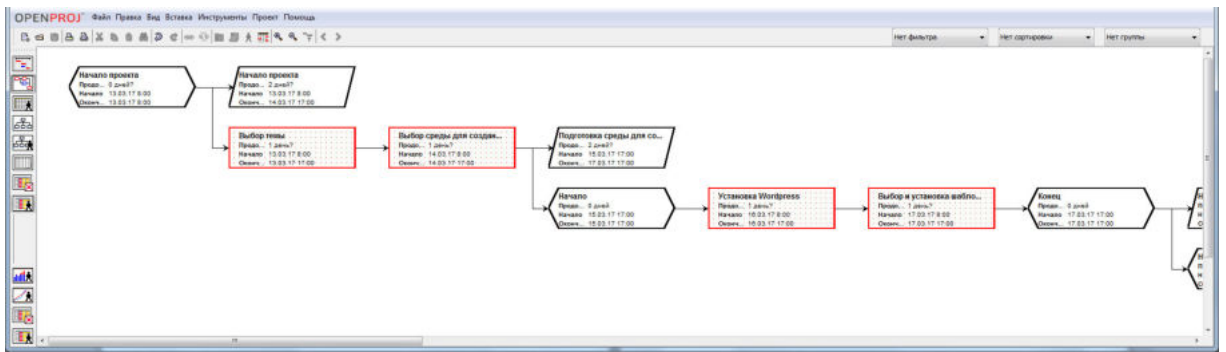 OPENPROJ Файл Правка Вид Вставка Инструменты Проект Помощь
Нет фильтра Нет сортировки Нет группы
Начало проекта
Продо... 0 дней?
Начало 13.03.17 8:00
Оконч... 13.03.17 8:00
Начало проекта
Продо... 2 дней?
Начало 13.03.17 8:00
Оконч... 14.03.17 17:00
Выбор темы
Продо... 1 день?
Начало 13.03.17 8:00
Оконч... 13.03.17 17:00
Выбор среды для создан...
Продо... 1 день?
Начало 14.03.17 8:00
Оконч... 14.03.17 17:00
Подготовка среды для со...
Продо... 2 дней?
Начало 15.03.17 17:00
Оконч... 17.03.17 17:00
Начало
Продо... 0 дней
Начало 15.03.17 17:00
Оконч... 15.03.17 17:00
Установка Wordpress
Продо... 1 день?
Начало 16.03.17 8:00
Оконч... 16.03.17 17:00
Выбор и установка шабло...
Продо... 1 день?
Начало 17.03.17 8:00
Оконч... 17.03.17 17:00
Конец
Продо... 0 дней
Начало 17.03.17 17:00
Оконч... 17.03.17 17:00